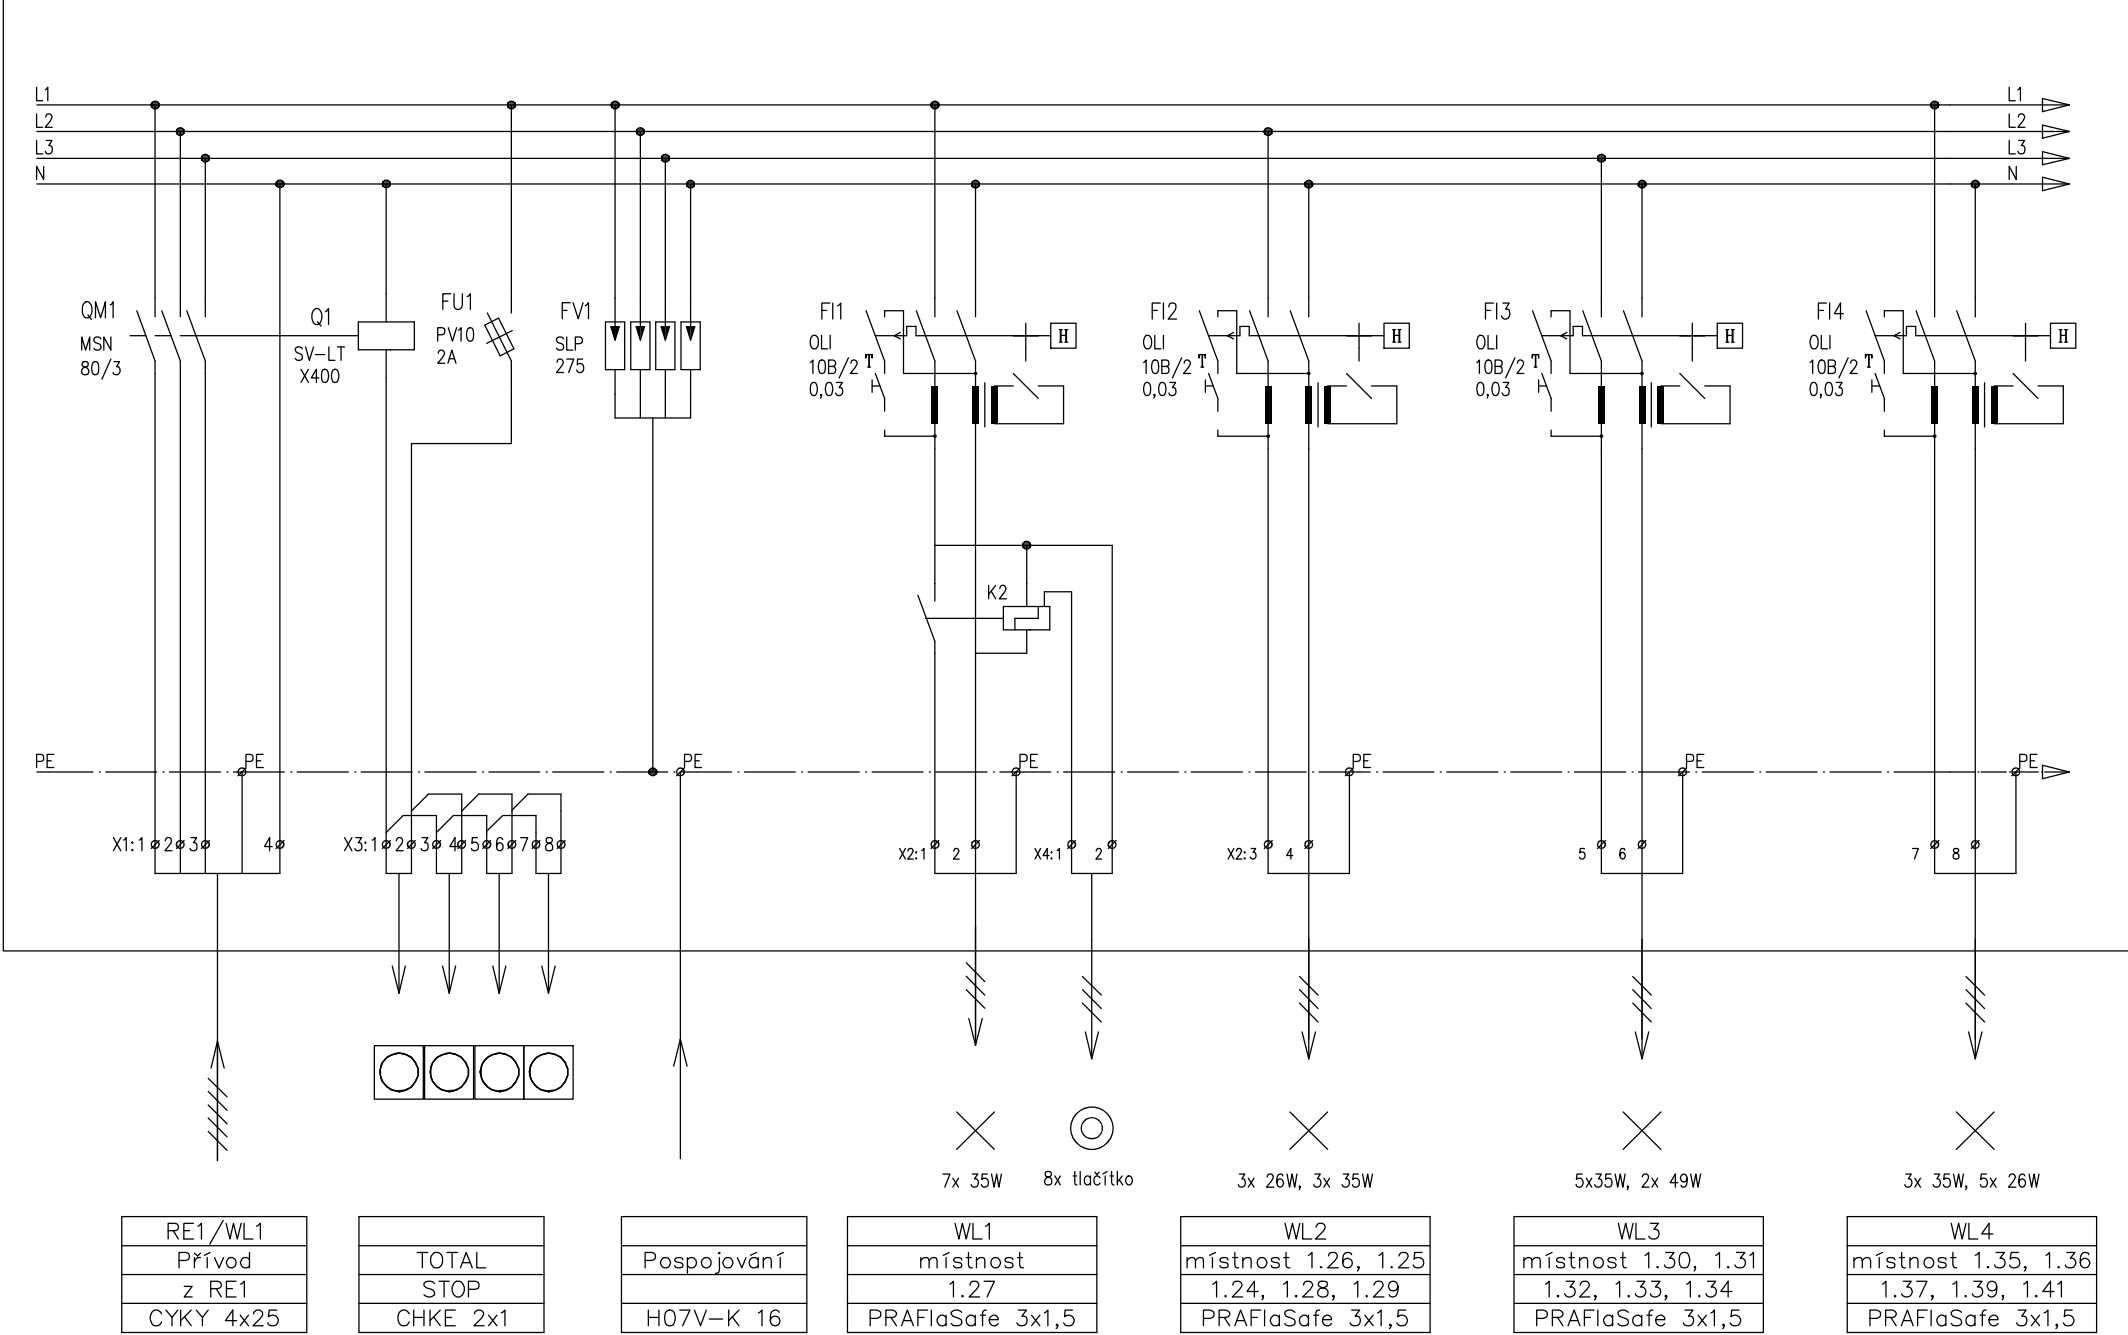 L1 L1
L2 L2
L3 L3
N N
QM1
MSN
80/3
Q1
SV-LT
X400
FU1
PV10
2A
FV1
SLP
275
FI1
OLI
10B/2
0,03
T
H
FI2
OLI
10B/2
0,03
T
H
FI3
OLI
10B/2
0,03
T
H
FI4
OLI
10B/2
0,03
T
H
K2
PE PE PE PE PE PE PE
X1:1 2 3 4 X3:1 2 3 4 5 6 7 8 X2:1 2 X4:1 2 X2:3 4 5 6 7 8
7x 35W
8x tlačítko
3x 26W, 3x 35W
5x35W, 2x 49W
3x 35W, 5x 26W
RE1/WL1
Přívod
z RE1
CYKY 4x25
TOTAL
STOP
CHKE 2x1
Pospojování
H07V-K 16
WL1
místnost
1.27
PRAFlaSafe 3x1,5
WL2
místnost 1.26, 1.25
1.24, 1.28, 1.29
PRAFlaSafe 3x1,5
WL3
místnost 1.30, 1.31
1.32, 1.33, 1.34
PRAFlaSafe 3x1,5
WL4
místnost 1.35, 1.36
1.37, 1.39, 1.41
PRAFlaSafe 3x1,5